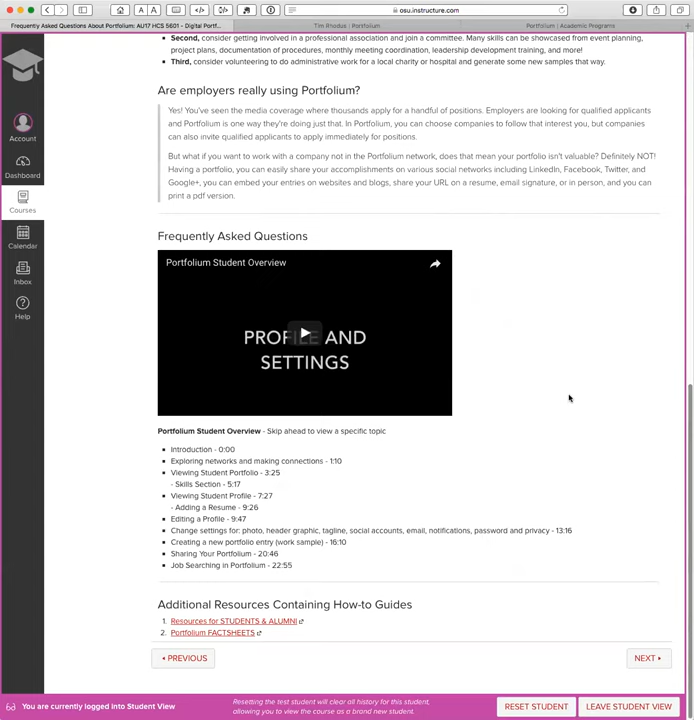 osu.instructure.com
Frequently Asked Questions About Portfolium: AU17 HCS 5601 - Digital Portf...
Tim Rhodus | Portfolium
Portfolium | Academic Programs
Second, consider getting involved in a professional association and join a committee. Many skills can be showcased from event planning,
project plans, documentation of procedures, monthly meeting coordination, leadership development training, and more!
Third, consider volunteering to do administrative work for a local charity or hospital and generate some new samples that way.
Are employers really using Portfolium?
Yes! You've seen the media coverage where thousands apply for a handful of positions. Employers are looking for qualified applicants
and Portfolium is one way they're doing just that. In Portfolium, you can choose companies to follow that interest you, but companies
can also invite qualified applicants to apply immediately for positions.
But what if you want to work with a company not in the Portfolium network, does that mean your portfolio isn't valuable? Definitely NOT!
Having a portfolio, you can easily share your accomplishments on various social networks including LinkedIn, Facebook, Twitter, and
Google+, you can embed your entries on websites and blogs, share your URL on a resume, email signature, or in person, and you can
print a pdf version.
Account
Dashboard
Courses
Calendar
Inbox
Help
Frequently Asked Questions
Portfolium Student Overview
PROFILE AND
SETTINGS
Portfolium Student Overview - Skip ahead to view a specific topic
Introduction - 0:00
Exploring networks and making connections - 1:10
Viewing Student Portfolio - 3:25
- Skills Section - 5:17
Viewing Student Profile - 7:27
- Adding a Resume - 9:26
Editing a Profile - 9:47
Change settings for: photo, header graphic, tagline, social accounts, email, notifications, password and privacy - 13:16
Creating a new portfolio entry (work sample) - 16:10
Sharing Your Portfolium - 20:46
Job Searching in Portfolium - 22:55
Additional Resources Containing How-to Guides
1. Resources for STUDENTS & ALUMNI
2. Portfolium FACTSHEETS
PREVIOUS
NEXT
You are currently logged into Student View
Resetting the test student will clear all history for this student,
allowing you to view the course as a brand new student.
RESET STUDENT
LEAVE STUDENT VIEW